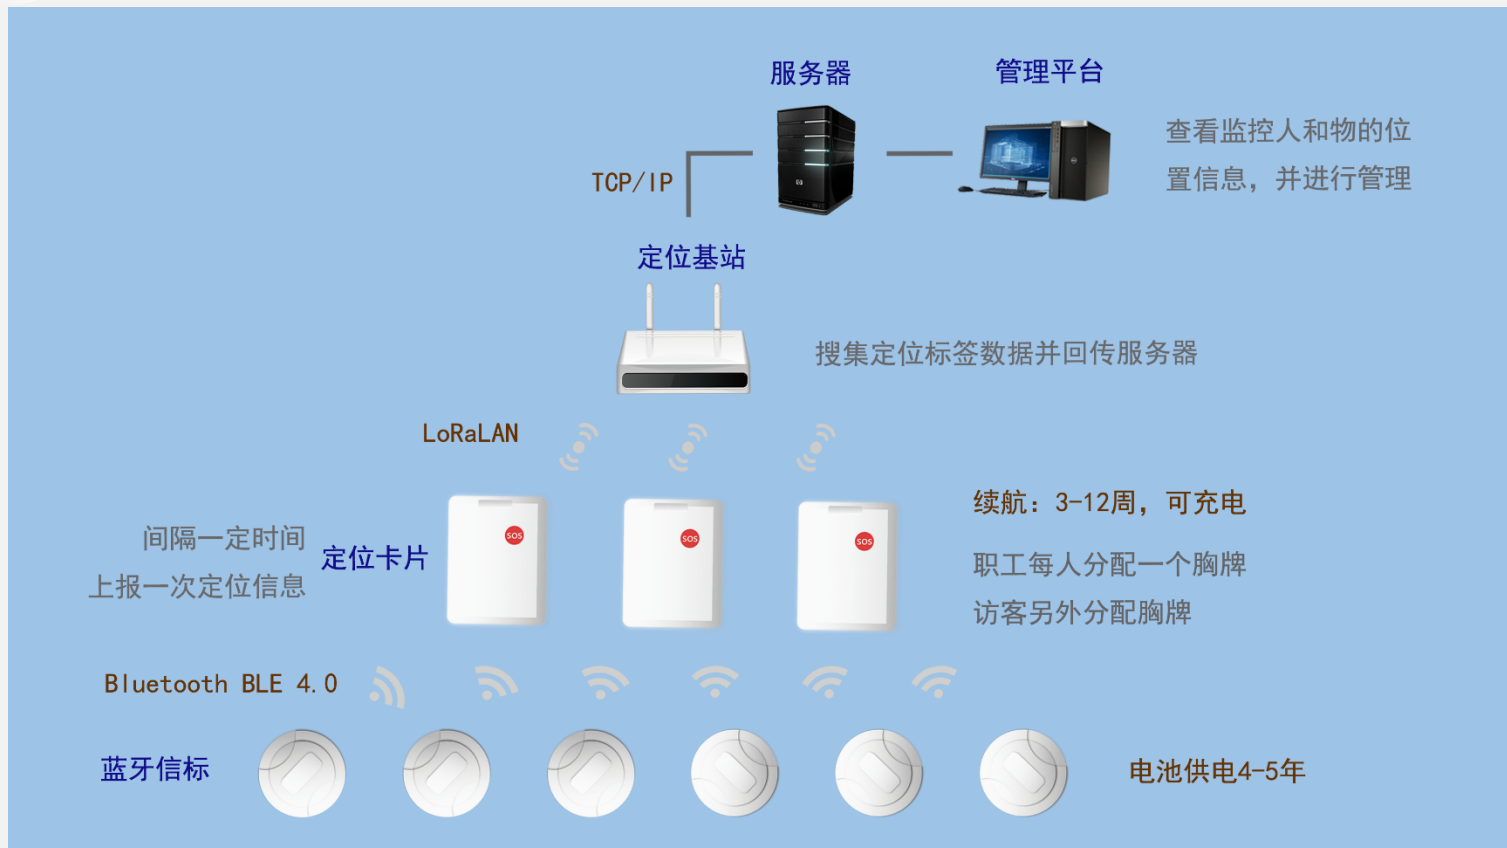 服务器
管理平台
查看监控人和物的位
置信息，并进行管理
TCP/IP
定位基站
搜集定位标签数据并回传服务器
LoRaLAN
间隔一定时间
上报一次定位信息
定位卡片
SOS
SOS
SOS
续航：3-12周，可充电
职工每人分配一个胸牌
访客另外分配胸牌
Bluetooth BLE 4.0
蓝牙信标
电池供电4-5年